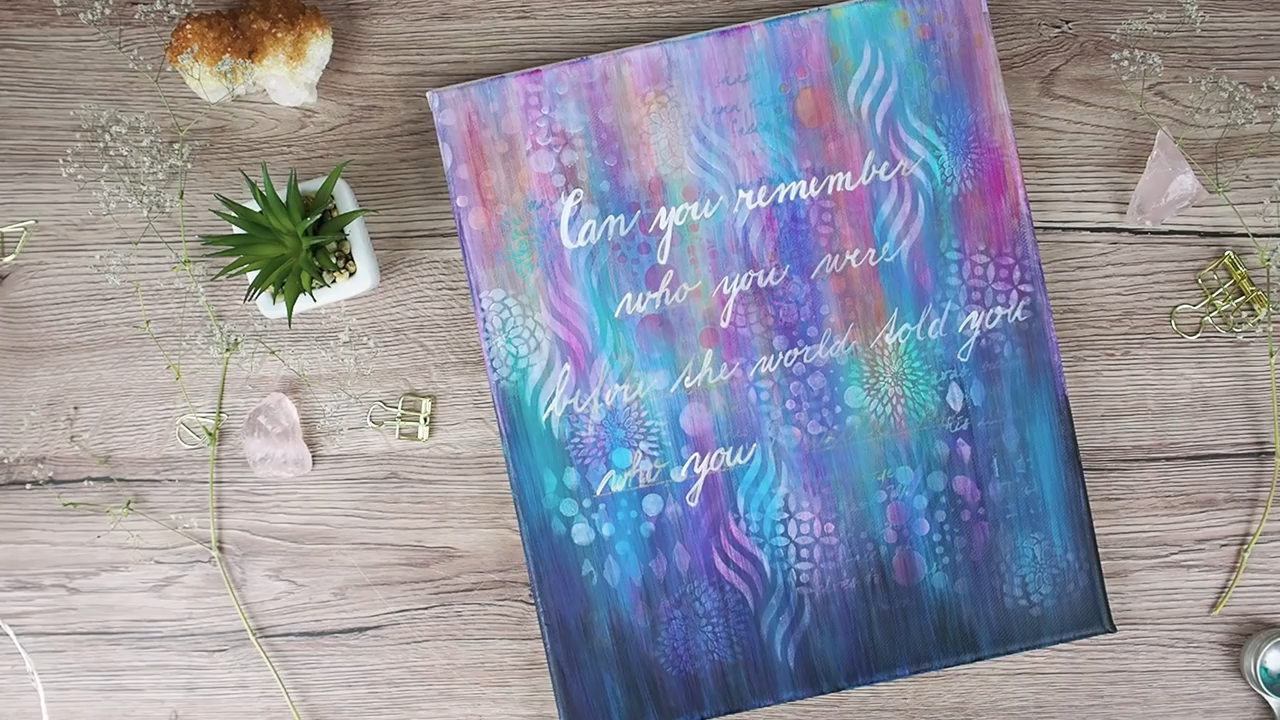 Can you remember
who you were
before the world told you
who you